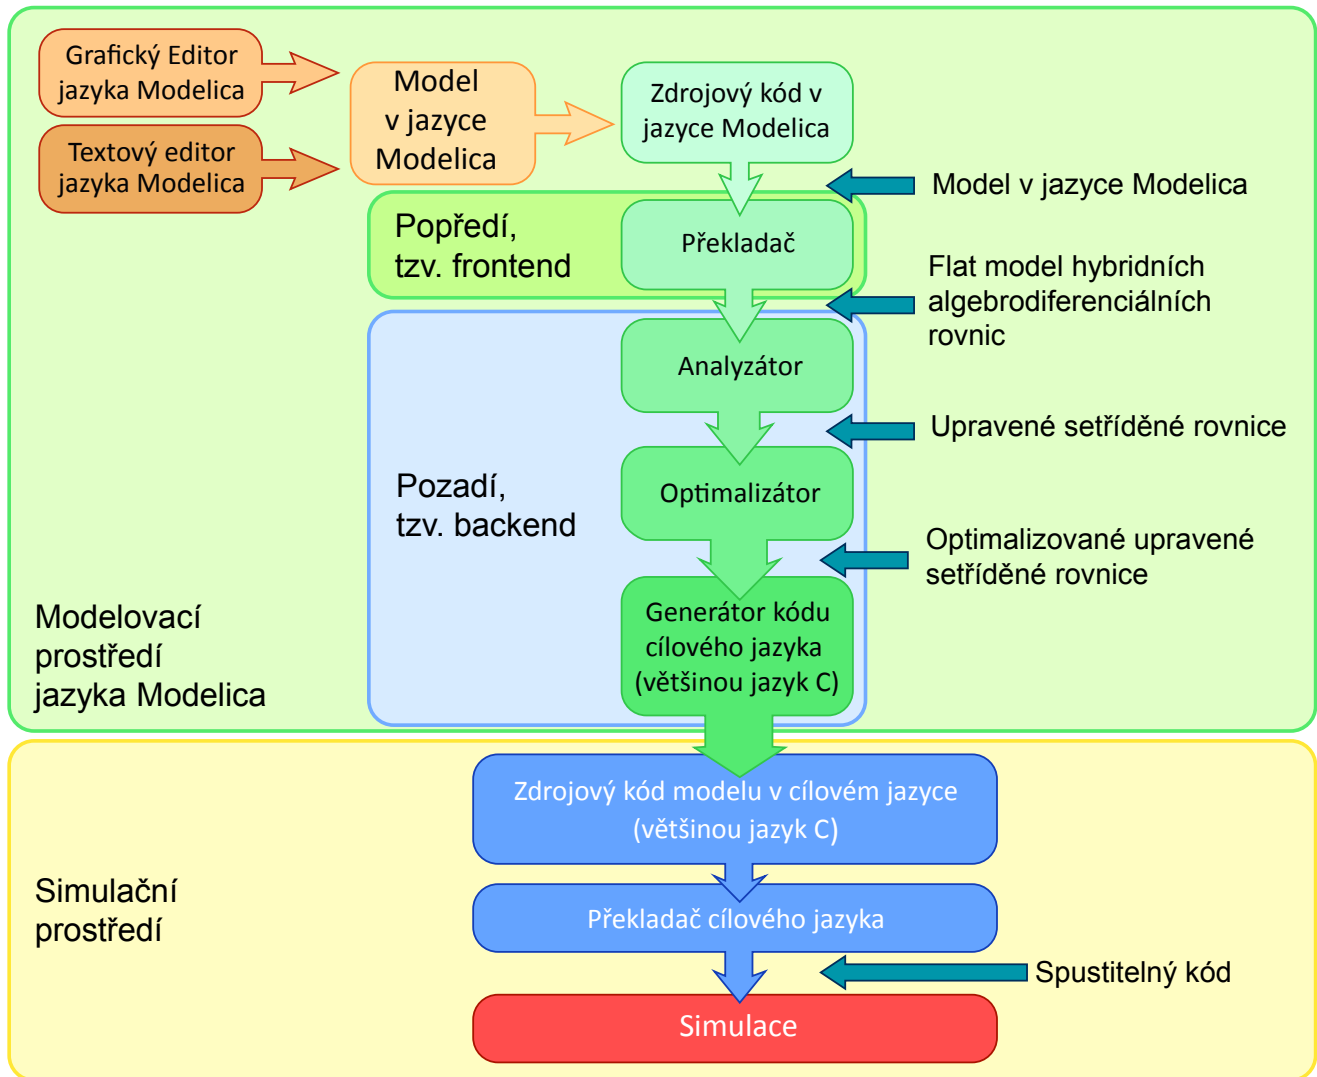 Grafický Editor
jazyka Modelica
Textový editor
jazyka Modelica
Model
v jazyce
Modelica
Zdrojový kód v
jazyce Modelica
Model v jazyce Modelica
Popředí,
tzv. frontend
Překladač
Flat model hybridních
algebrodiferenciálních
rovnic
Analyzátor
Upravené setříděné rovnice
Pozadí,
tzv. backend
Optimalizátor
Optimalizované upravené
setříděné rovnice
Generátor kódu
cílového jazyka
(většinou jazyk C)
Modelovací
prostředí
jazyka Modelica
Zdrojový kód modelu v cílovém jazyce
(většinou jazyk C)
Simulační
prostředí
Překladač cílového jazyka
Spustitelný kód
Simulace